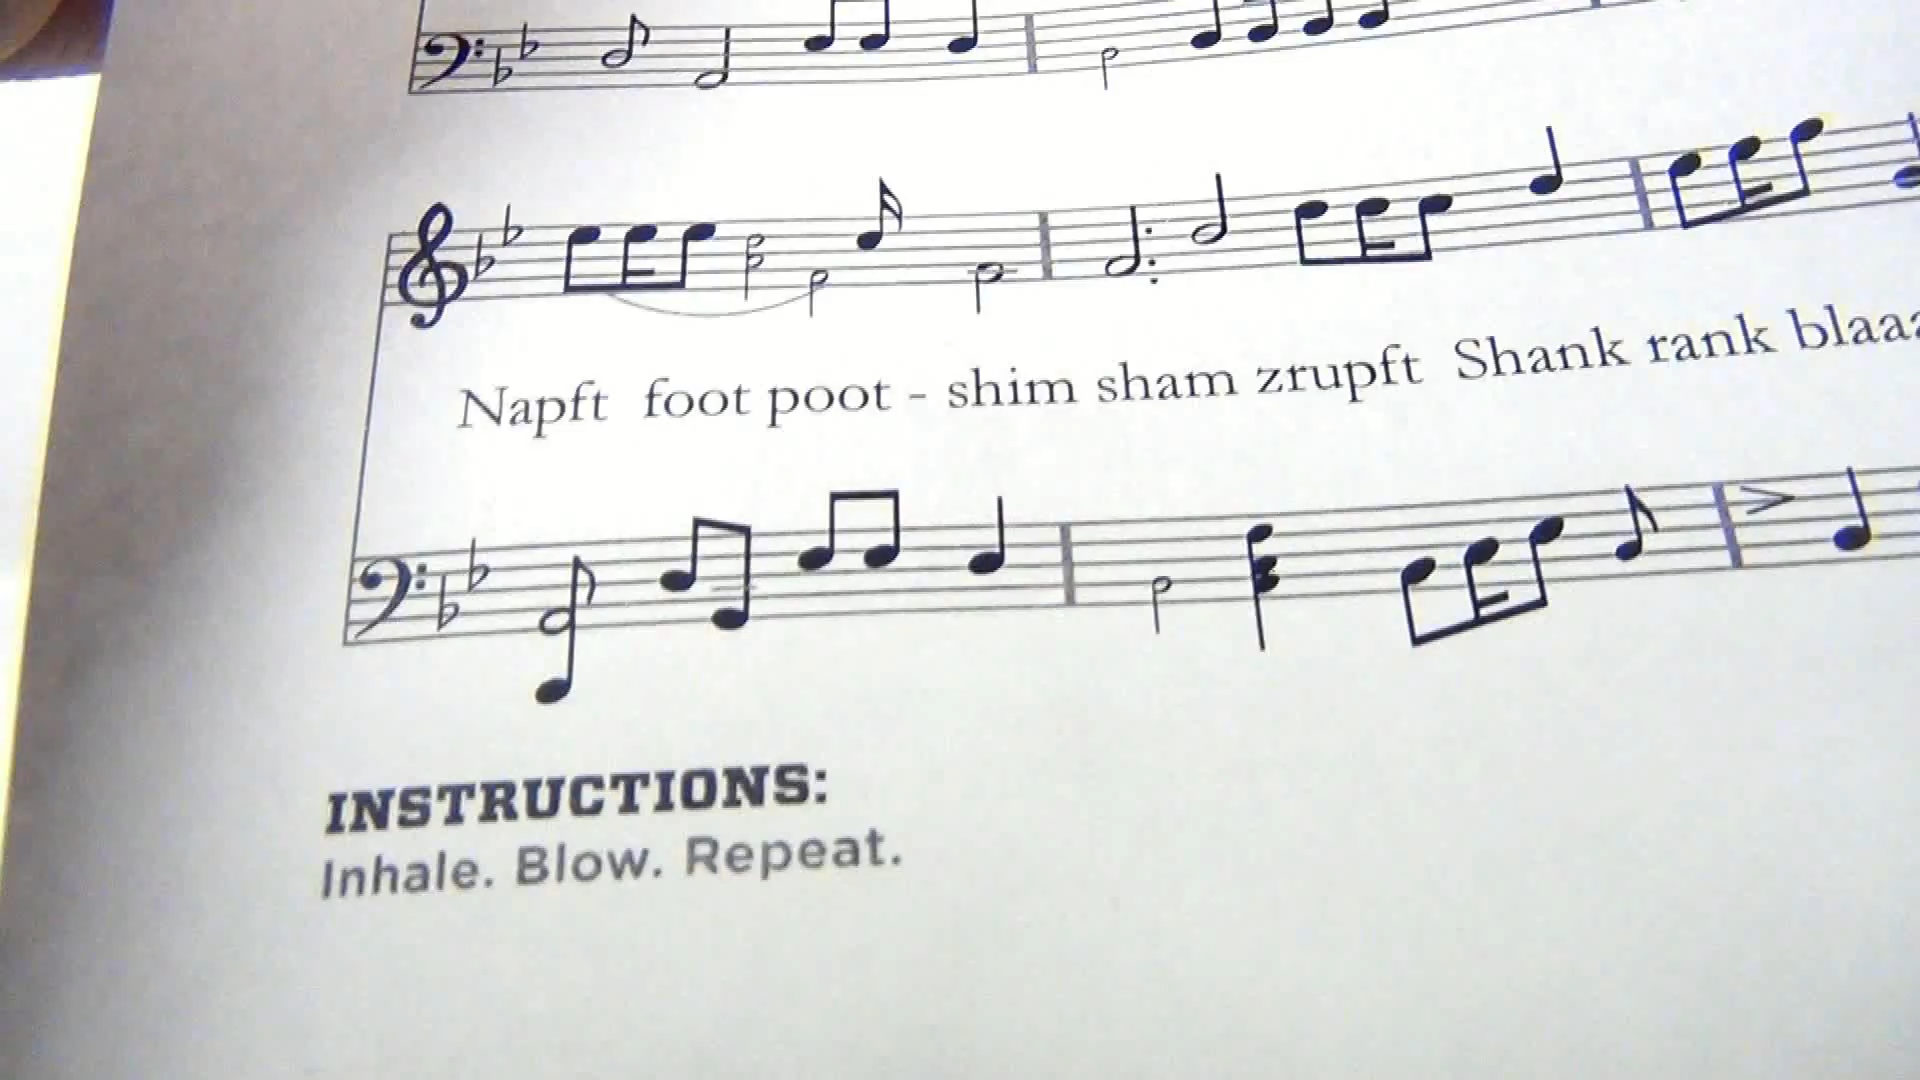 Napft foot poot - shim sham zrupft Shank rank
INSTRUCTIONS:
Inhale. Blow. Repeat.